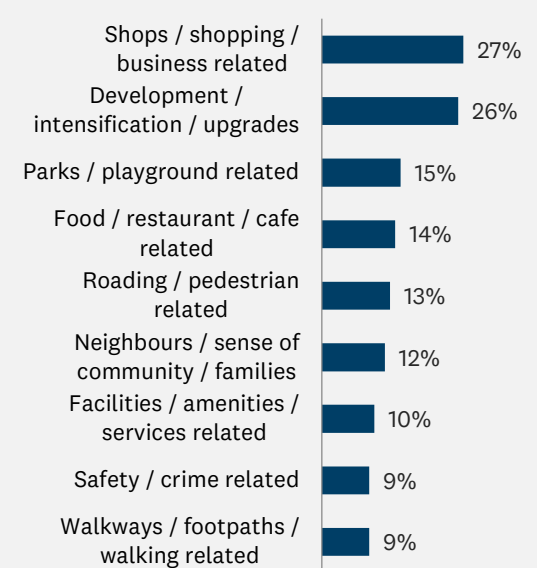 Shops / shopping /
business related
27%
Development /
intensification / upgrades
26%
Parks / playground related
15%
Food / restaurant / cafe
related
14%
Roading / pedestrian
related
13%
Neighbours / sense of
community / families
12%
Facilities / amenities /
services related
10%
Safety / crime related
9%
Walkways / footpaths /
walking related
9%